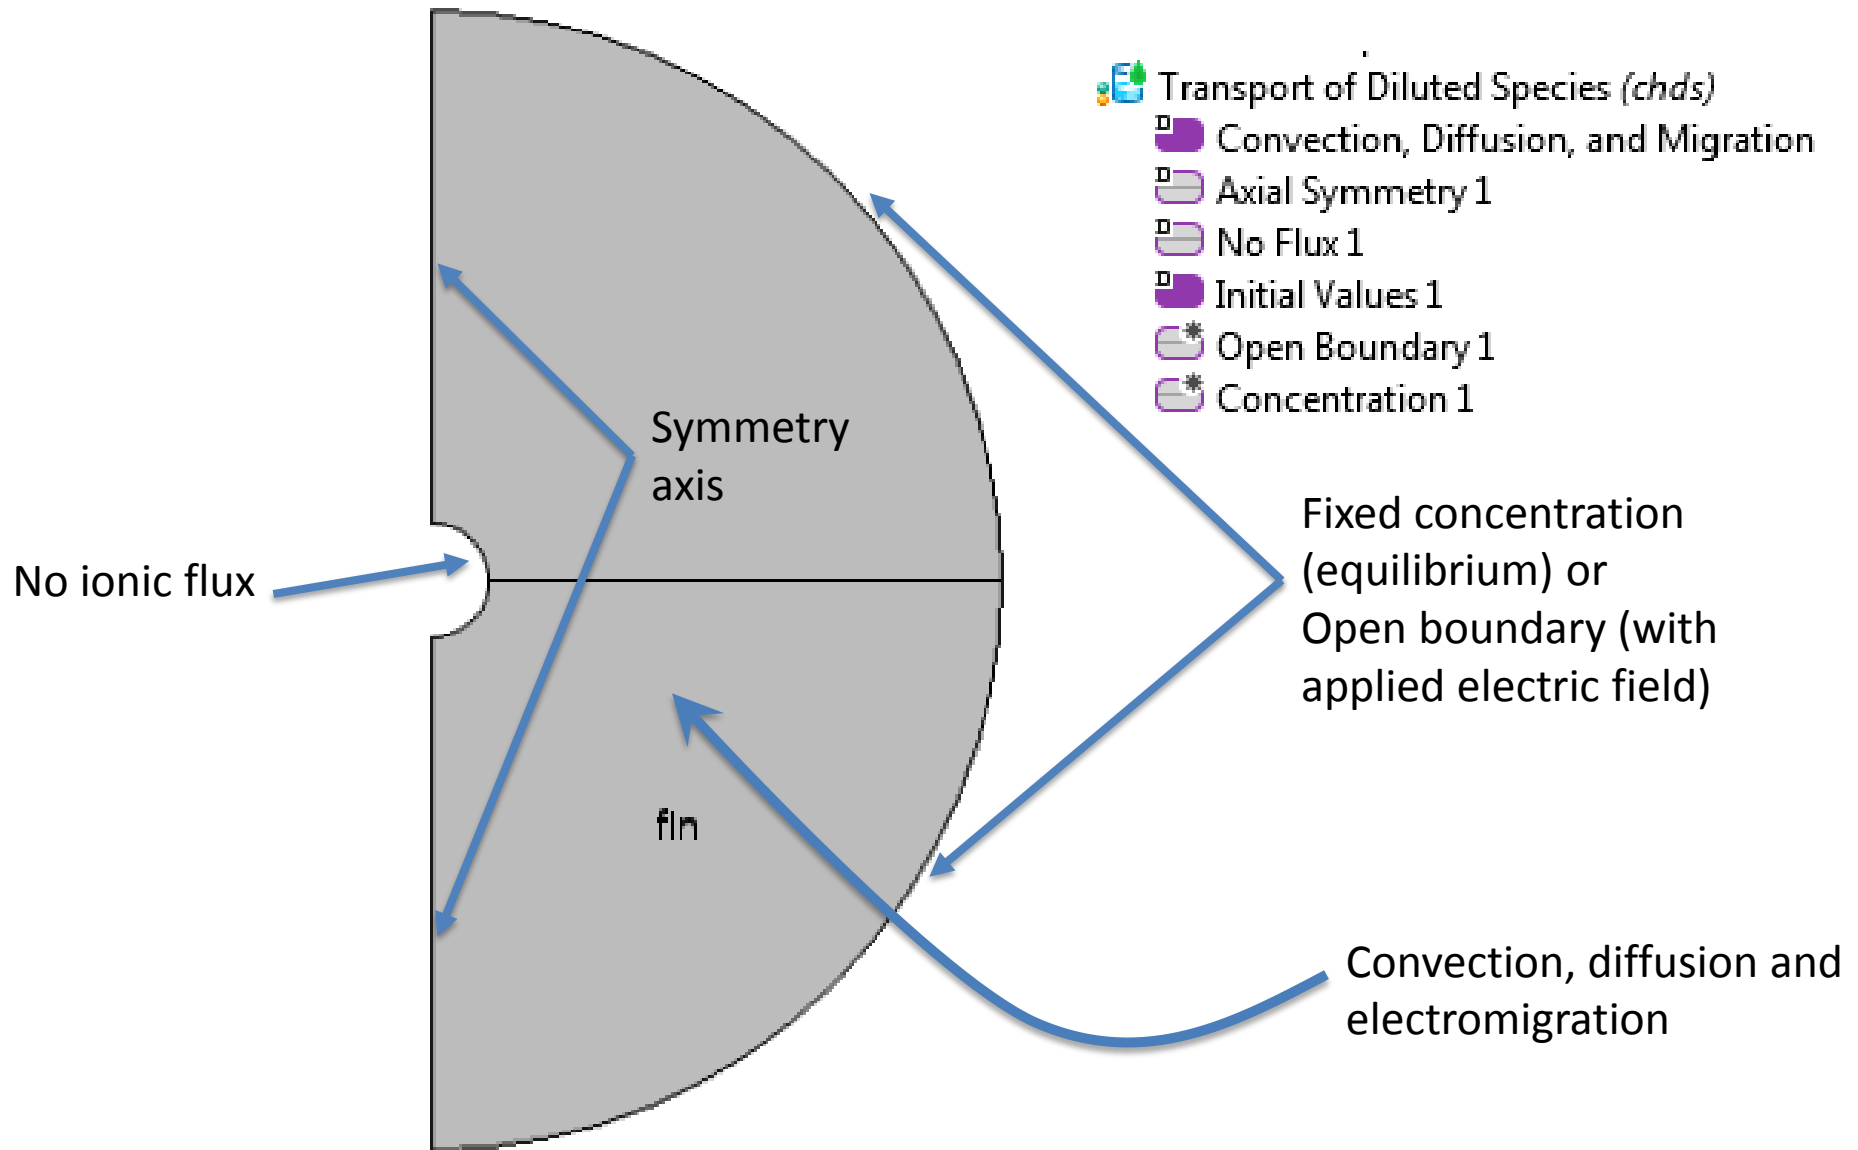 Transport of Diluted Species (chds)
Convection, Diffusion, and Migration
Axial Symmetry 1
No Flux 1
Initial Values 1
Open Boundary 1
Concentration 1
Symmetry
axis
Fixed concentration
(equilibrium) or
Open boundary (with
applied electric field)
No ionic flux
fln
Convection, diffusion and
electromigration